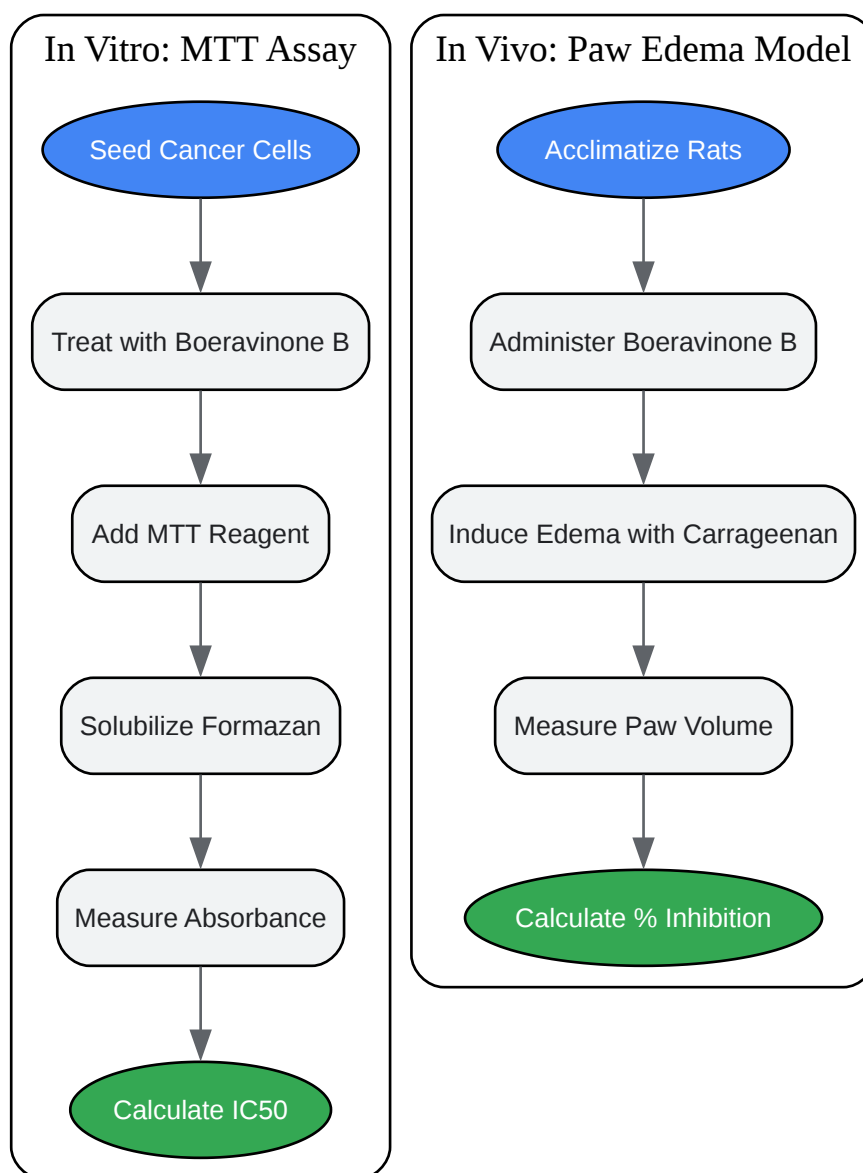 In Vitro: MTT Assay
Seed Cancer Cells
Treat with Boeravinone B
Add MTT Reagent
Solubilize Formazan
Measure Absorbance
Calculate IC50
In Vivo: Paw Edema Model
Acclimatize Rats
Administer Boeravinone B
Induce Edema with Carrageenan
Measure Paw Volume
Calculate % Inhibition